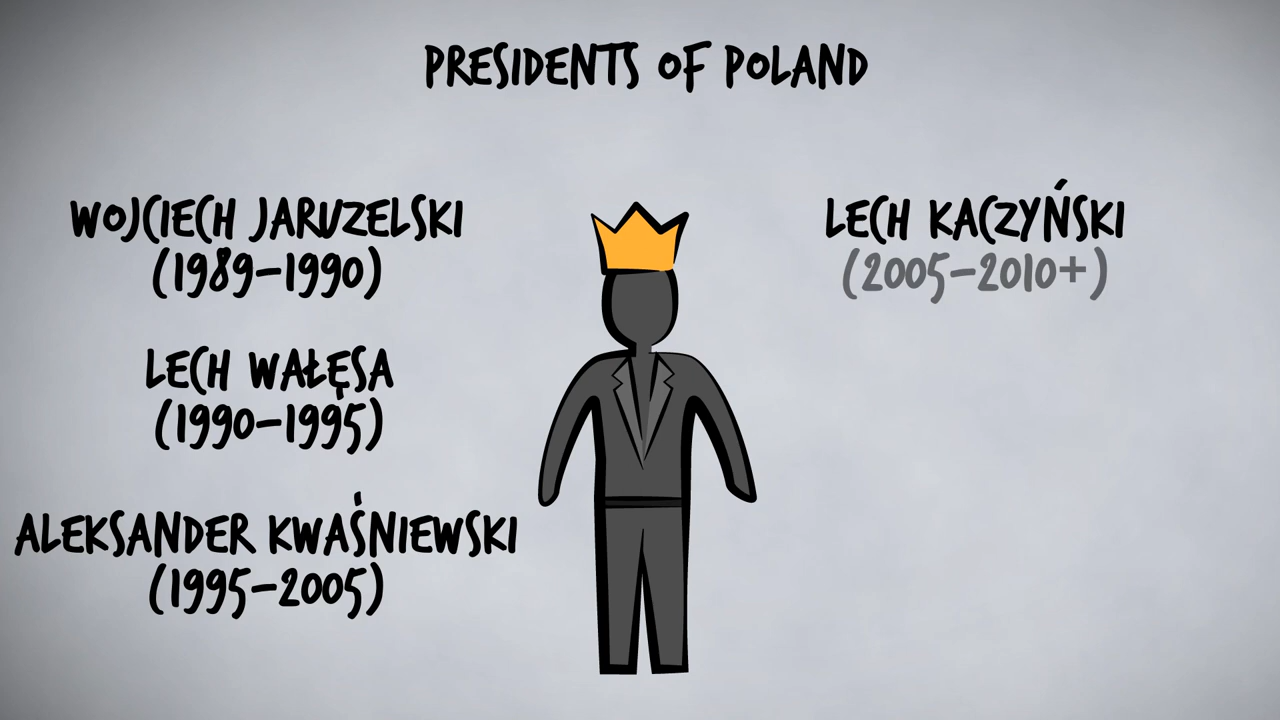 PRESIDENTS OF POLAND
WOJCIECH JARUZELSKI
(1989-1990)
LECH WAŁĘSA
(1990-1995)
ALEKSANDER KWAŚNIEWSKI
(1995-2005)
LECH KACZYŃSKI
(2005-2010+)